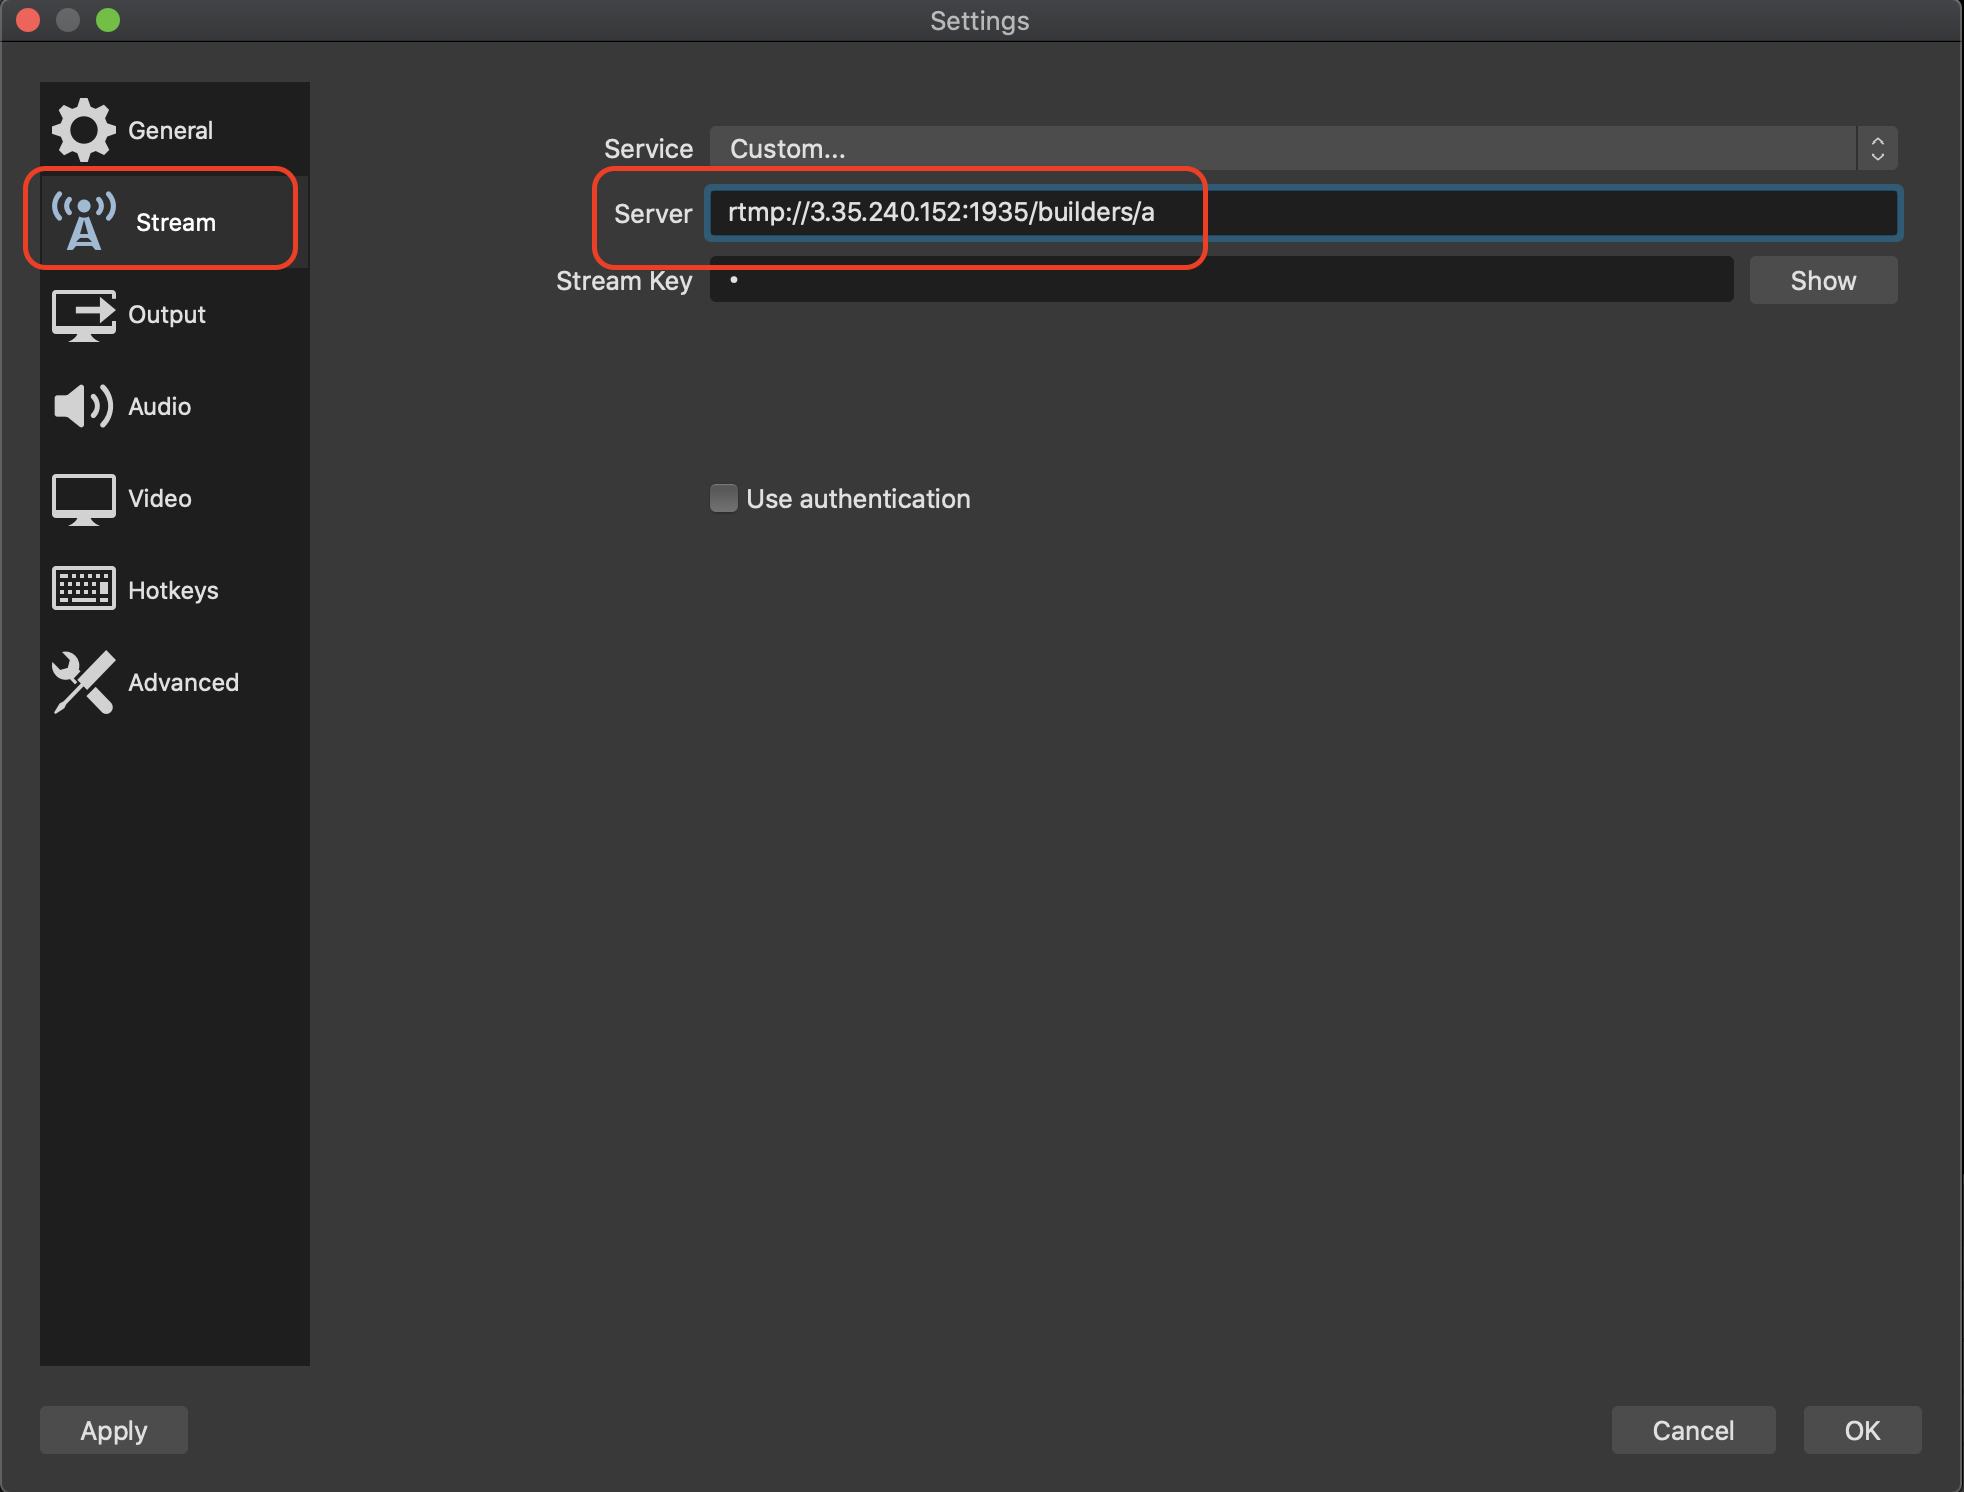 Settings
General
Stream
Output
Audio
Video
Hotkeys
Advanced
Service Custom...
Server rtmp://3.35.240.152:1935/builders/a
Stream Key • Show
Use authentication
Apply Cancel OK